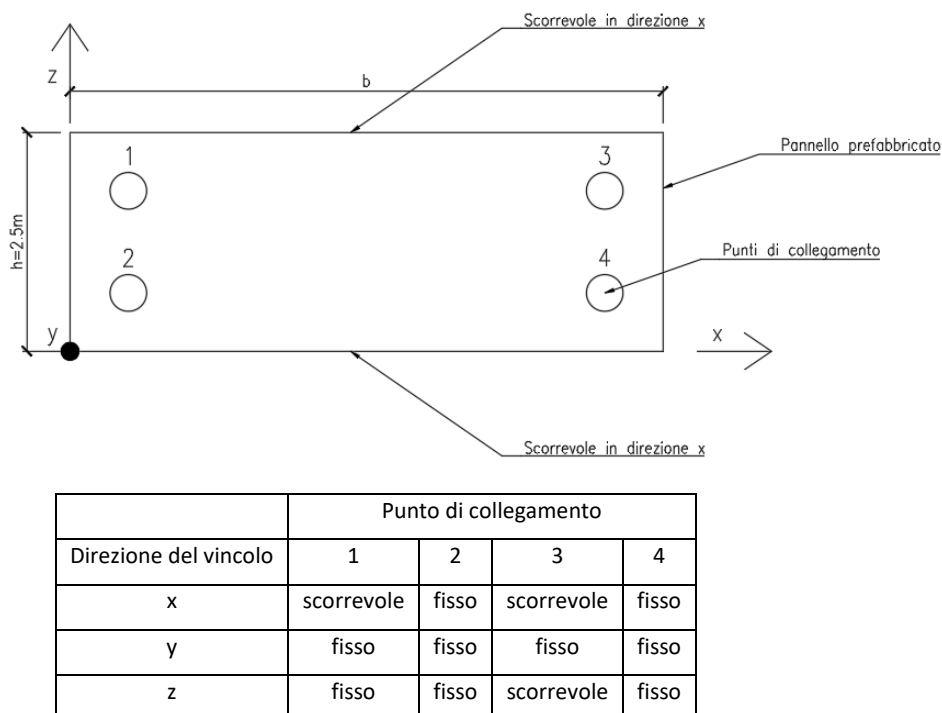 Scorrevole in direzione x
z
b
Pannello prefabbricato
1
3
h=2.5m
Punti di collegamento
2
4
y
x
Scorrevole in direzione x
Punto di collegamento
Direzione del vincolo 1 2 3 4
x scorrevole fisso scorrevole fisso
y fisso fisso fisso fisso
z fisso fisso scorrevole fisso